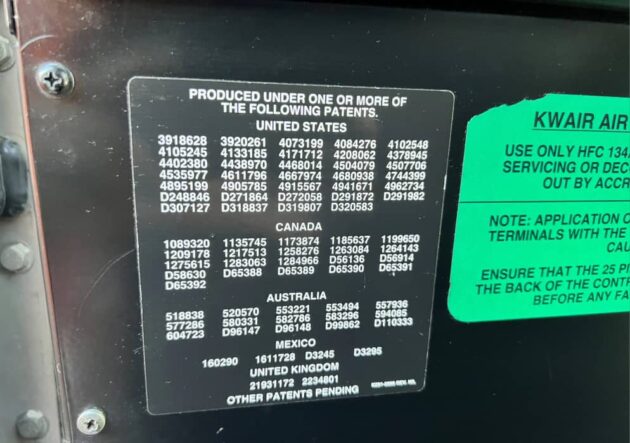 PRODUCED UNDER ONE OR MORE OF
THE FOLLOWING PATENTS.
UNITED STATES
3918628 3920261 4073199 4084276 4102548
4105245 4133185 4171712 4208062 4378945
4402380 4438970 4468014 4504079 4507706
4535977 4611796 4667974 4680938 4744399
4895199 4905785 4915567 4941671 4962734
D248846 D271864 D272058 D291872 D291982
D307127 D318837 D319807 D320583
CANADA
1089320 1135745 1173874 1185637 1199650
1209178 1217513 1258276 1263084 1264143
1275615 1283063 1284966 D56136 D56914
D58630 D65388 D65389 D65390 D65391
D65392
AUSTRALIA
518838 520570 553221 553494 557936
577286 580331 582786 583296 594085
604723 D96147 D96148 D99862 D110333
MEXICO
160290 1611728 D3245 D3295
UNITED KINGDOM
21931172 2234801
OTHER PATENTS PENDING
KWAIR AIR
USE ONLY HFC 134
SERVICING OR DECO
OUT BY ACCR
NOTE: APPLICATION O
TERMINALS WITH THE
CAU
ENSURE THAT THE 25 PI
THE BACK OF THE CONTR
BEFORE ANY FA